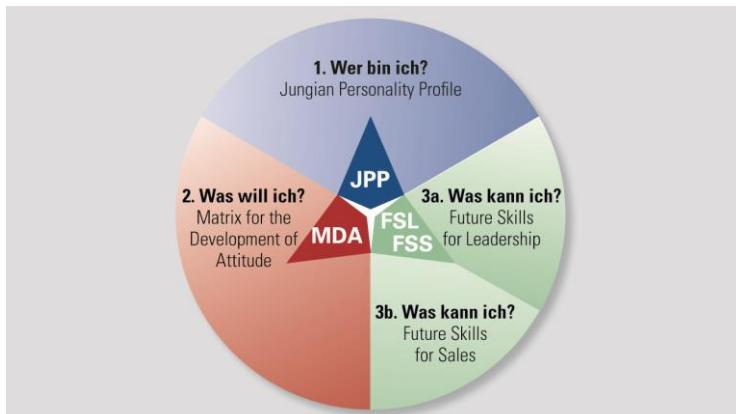 1. Wer bin ich?
Jungian Personality Profile
JPP
2. Was will ich?
Matrix for the
Development of
Attitude
MDA
FSL
FSS
3a. Was kann ich?
Future Skills
for Leadership
3b. Was kann ich?
Future Skills
for Sales